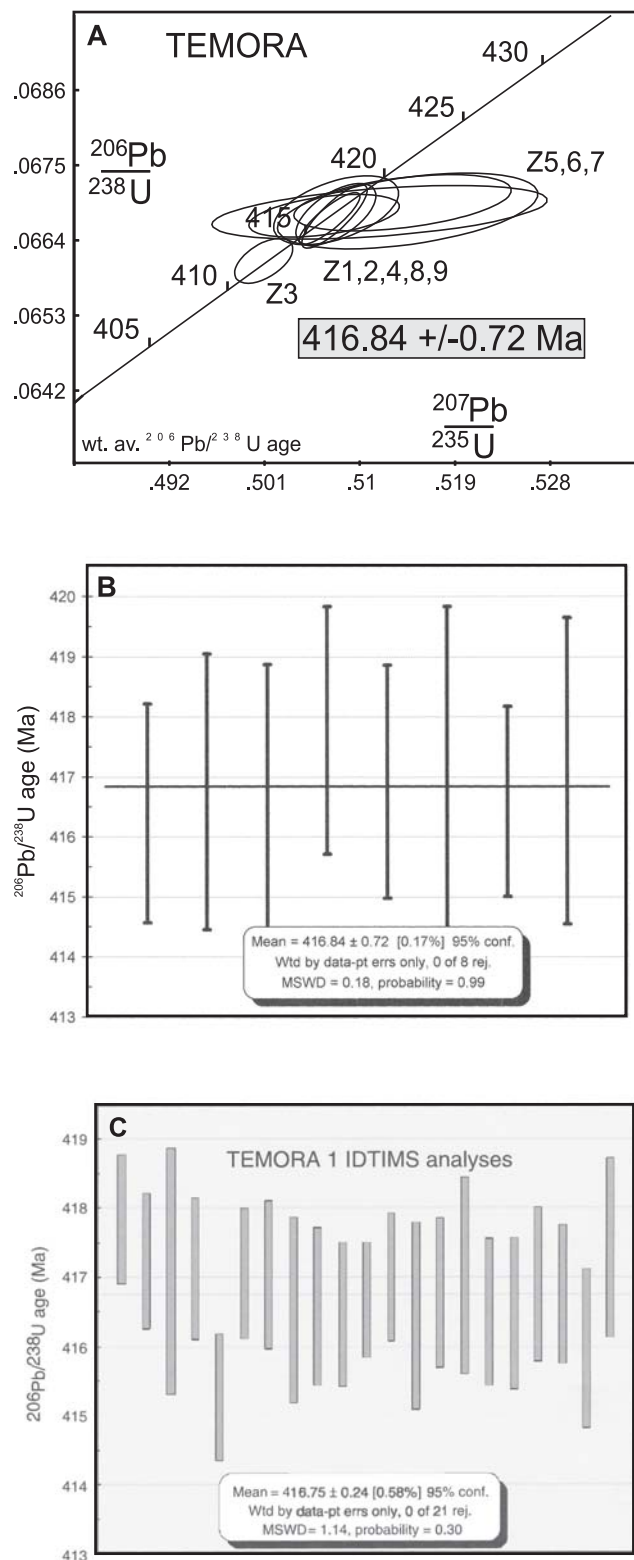 A
TEMORA
430
.0686
425
206Pb
238U
.0675
420
Z5,6,7
415
.0664
410
Z3
Z1,2,4,8,9
.0653
405
416.84 +/-0.72 Ma
.0642
207Pb
235U
wt. av. 206Pb/238U age
.492 .501 .51 .519 .528
B
420
419
418
417
416
415
414
413
206Pb/238U age (Ma)
Mean = 416.84 ± 0.72 [0.17%] 95% conf.
Wtd by data-pt errs only, 0 of 8 rej.
MSWD = 0.18, probability = 0.99
C
TEMORA 1 IDTIMS analyses
419
418
417
416
415
414
413
206Pb/238U age (Ma)
Mean = 416.75 ± 0.24 [0.58%] 95% conf.
Wtd by data-pt errs only, 0 of 21 rej.
MSWD = 1.14, probability = 0.30